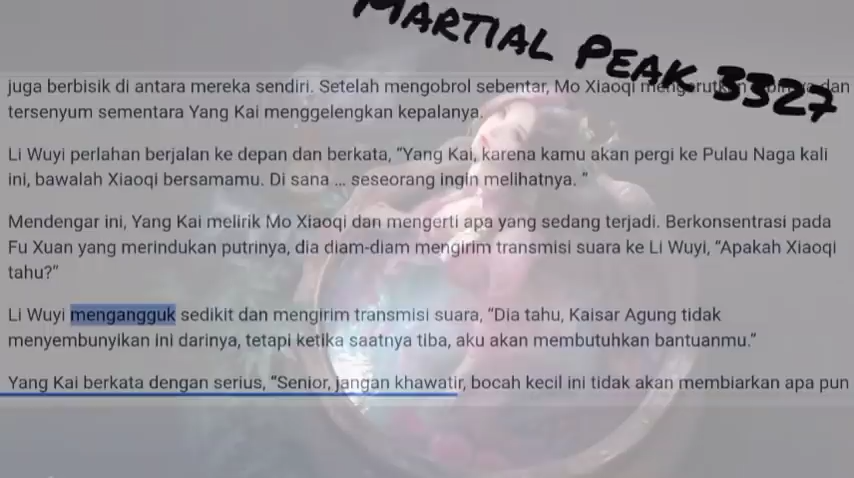 MARTIAL PEAK 3327
juga berbisik di antara mereka sendiri. Setelah mengobrol sebentar, Mo Xiaoqi dan
tersenyum sementara Yang Kai menggelengkan kepalanya.
Li Wuyi perlahan berjalan ke depan dan berkata, “Yang Kai, karena kamu akan pergi ke Pulau Naga kali
ini, bawalah Xiaoqi bersamamu. Di sana ... seseorang ingin melihatnya. ”
Mendengar ini, Yang Kai melirik Mo Xiaoqi dan mengerti apa yang sedang terjadi. Berkonsentrasi pada
Fu Xuan yang merindukan putrinya, dia diam-diam mengirim transmisi suara ke Li Wuyi, “Apakah Xiaoqi
tahu?”
Li Wuyi mengangguk sedikit dan mengirim transmisi suara, “Dia tahu, Kaisar Agung tidak
menyembunyikan ini darinya, tetapi ketika saatnya tiba, aku akan membutuhkan bantuanmu.”
Yang Kai berkata dengan serius, “Senior, jangan khawatir, bocah kecil ini tidak akan membiarkan apa pun